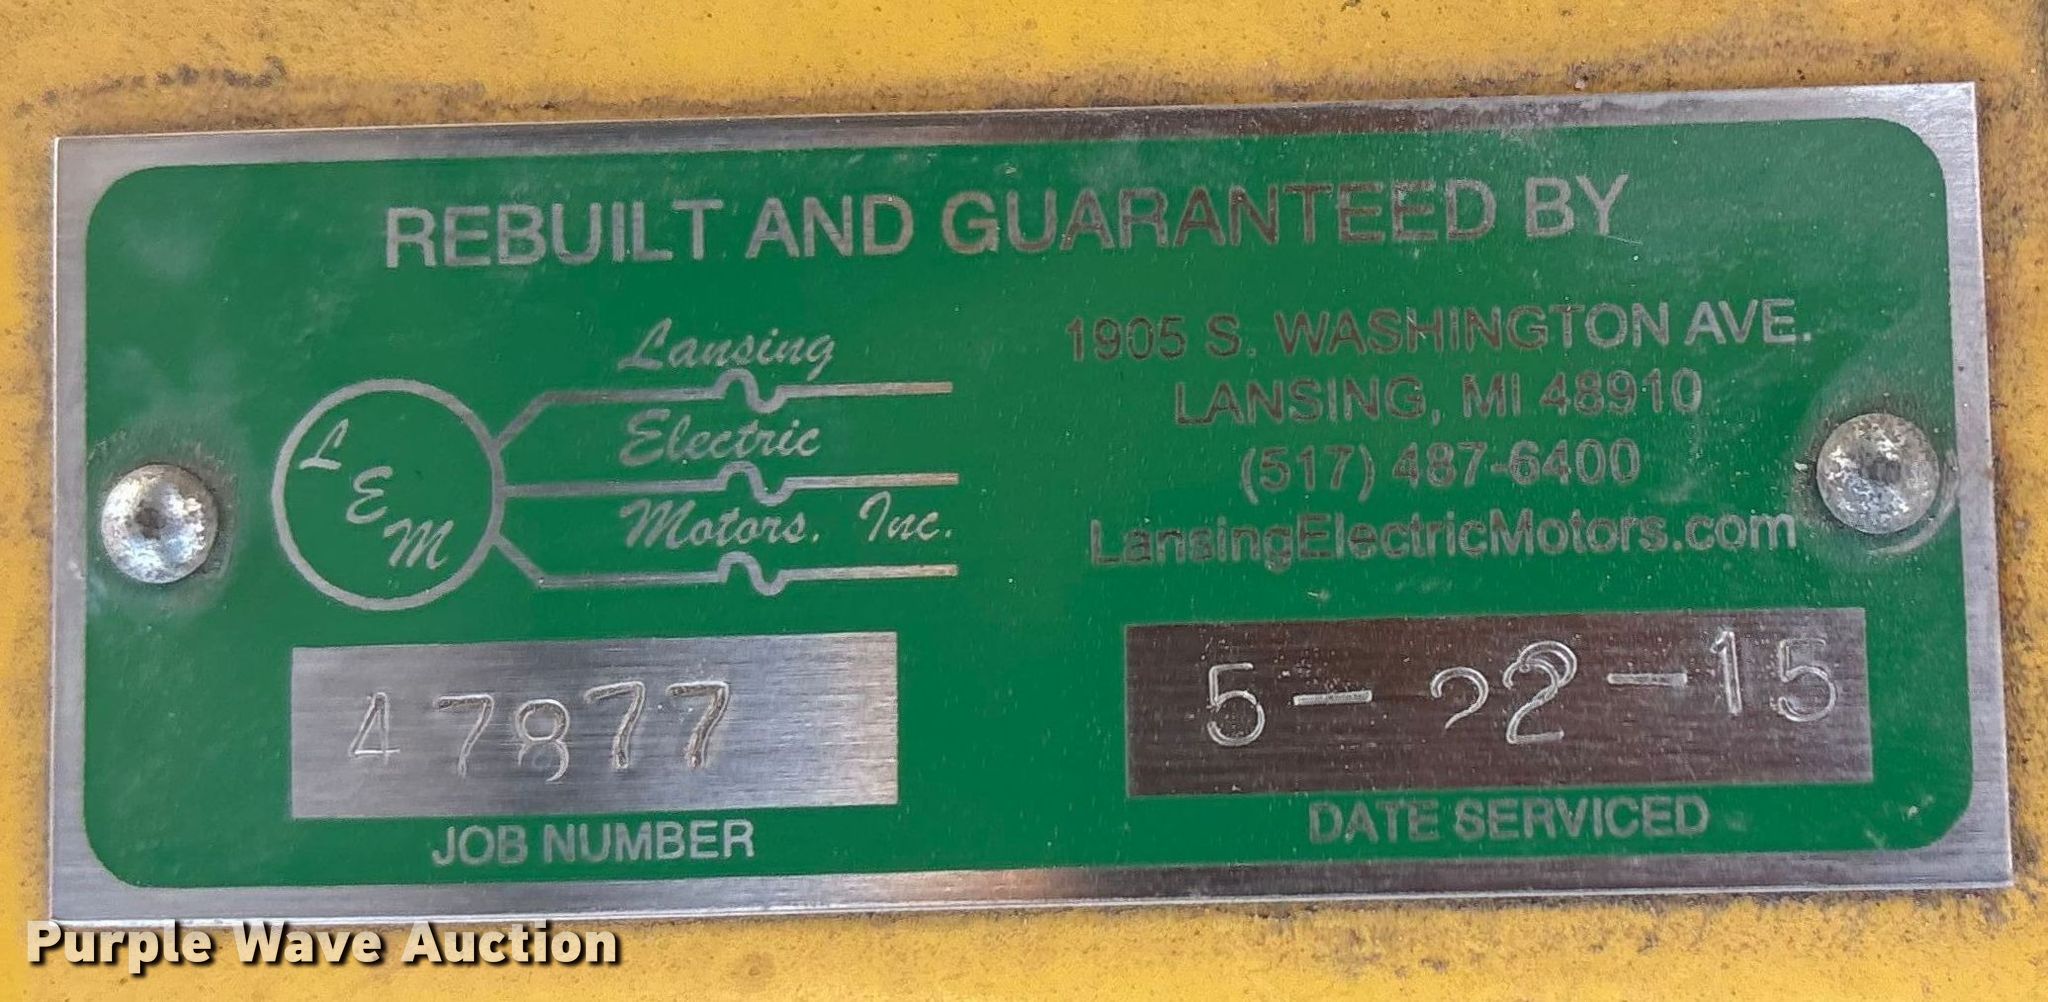 REBUILT AND GUARANTEED BY
L E M
Lansing
Electric
Motors, Inc.
1905 S. WASHINGTON AVE.
LANSING, MI 48910
(517) 487-6400
LansingElectricMotors.com
47877
JOB NUMBER
5-22-15
DATE SERVICED
Purple Wave Auction